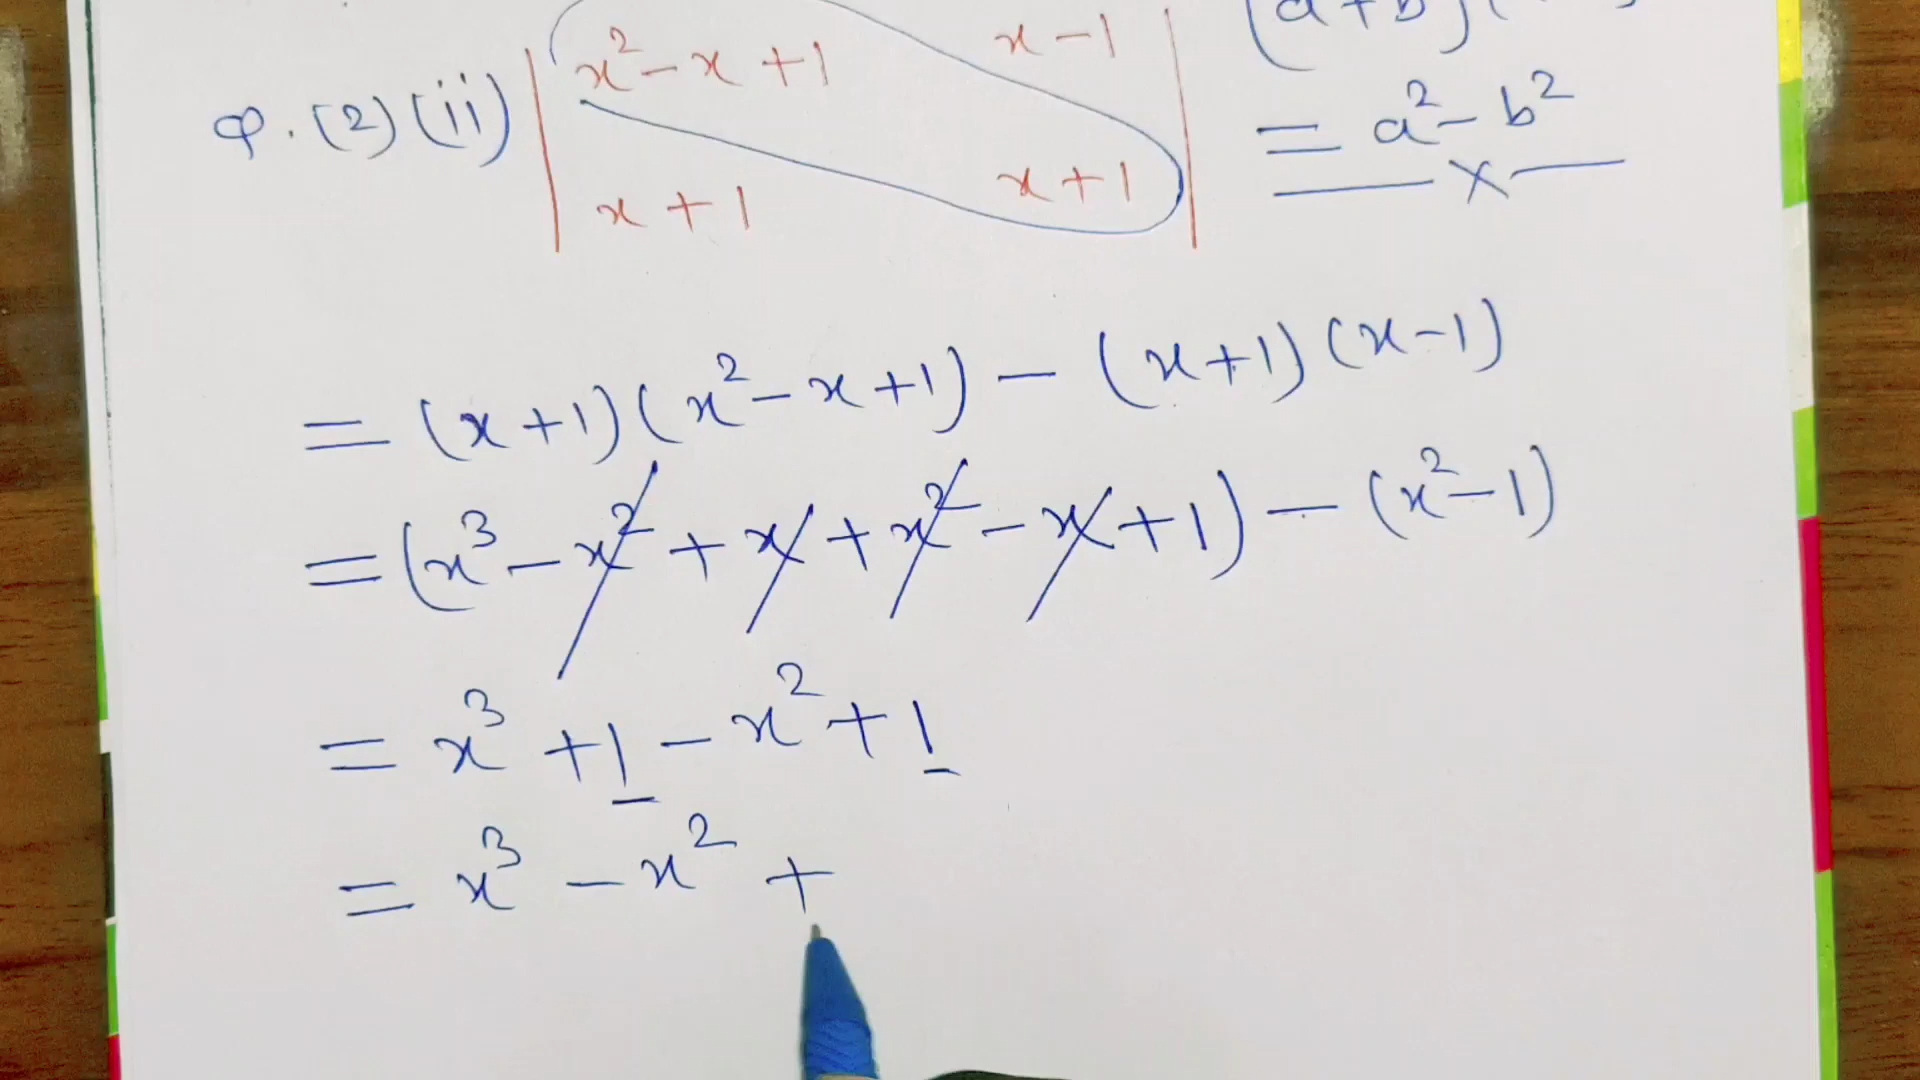 (a+b)(
= a² - b²
—x—
Q.(2)(ii) | x² - x + 1   x - 1 |
| x + 1   x + 1 |
= (x+1)(x² - x + 1) - (x+1)(x-1)
= (x³ - x² + x + x² - x + 1) - (x² - 1)
= x³ + 1 - x² + 1
= x³ - x² +